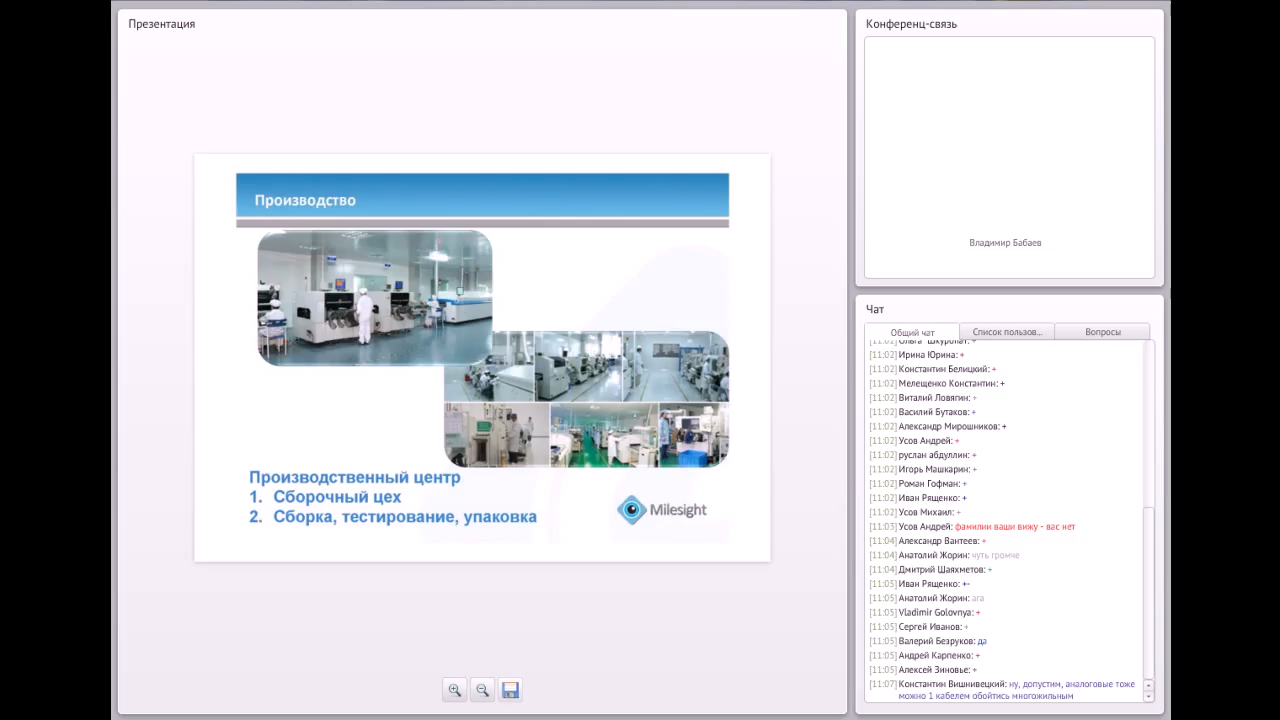 Презентация
Производство
Производственный центр
1. Сборочный цех
2. Сборка, тестирование, упаковка
Milesight
Конференц-связь
Владимир Бабаев
Чат
Общий чат
Список пользов...
Вопросы
[11:02] Ирина Юрина: +
[11:02] Константин Белицкий: +
[11:02] Мелещенко Константин: +
[11:02] Виталий Ловягин: +
[11:02] Василий Бутаков: +
[11:02] Александр Мирошников: +
[11:02] Усов Андрей: +
[11:02] руслан абдуллин: +
[11:02] Игорь Машкарин: +
[11:02] Роман Гофман: +
[11:02] Иван Рященко: +
[11:02] Усов Михаил: +
[11:03] Усов Андрей: фамилии ваши вижу - вас нет
[11:04] Александр Вантеев: +
[11:04] Анатолий Жорин: чуть громче
[11:04] Дмитрий Шаяхметов: +
[11:05] Иван Рященко: +-
[11:05] Анатолий Жорин: ага
[11:05] Vladimir Golovnya: +
[11:05] Сергей Иванов: +
[11:05] Валерий Безруков: да
[11:05] Андрей Карпенко: +
[11:05] Алексей Зиновье: +
[11:07] Константин Вишнивецкий: ну, допустим, аналоговые тоже
можно 1 кабелем обойтись многожильным